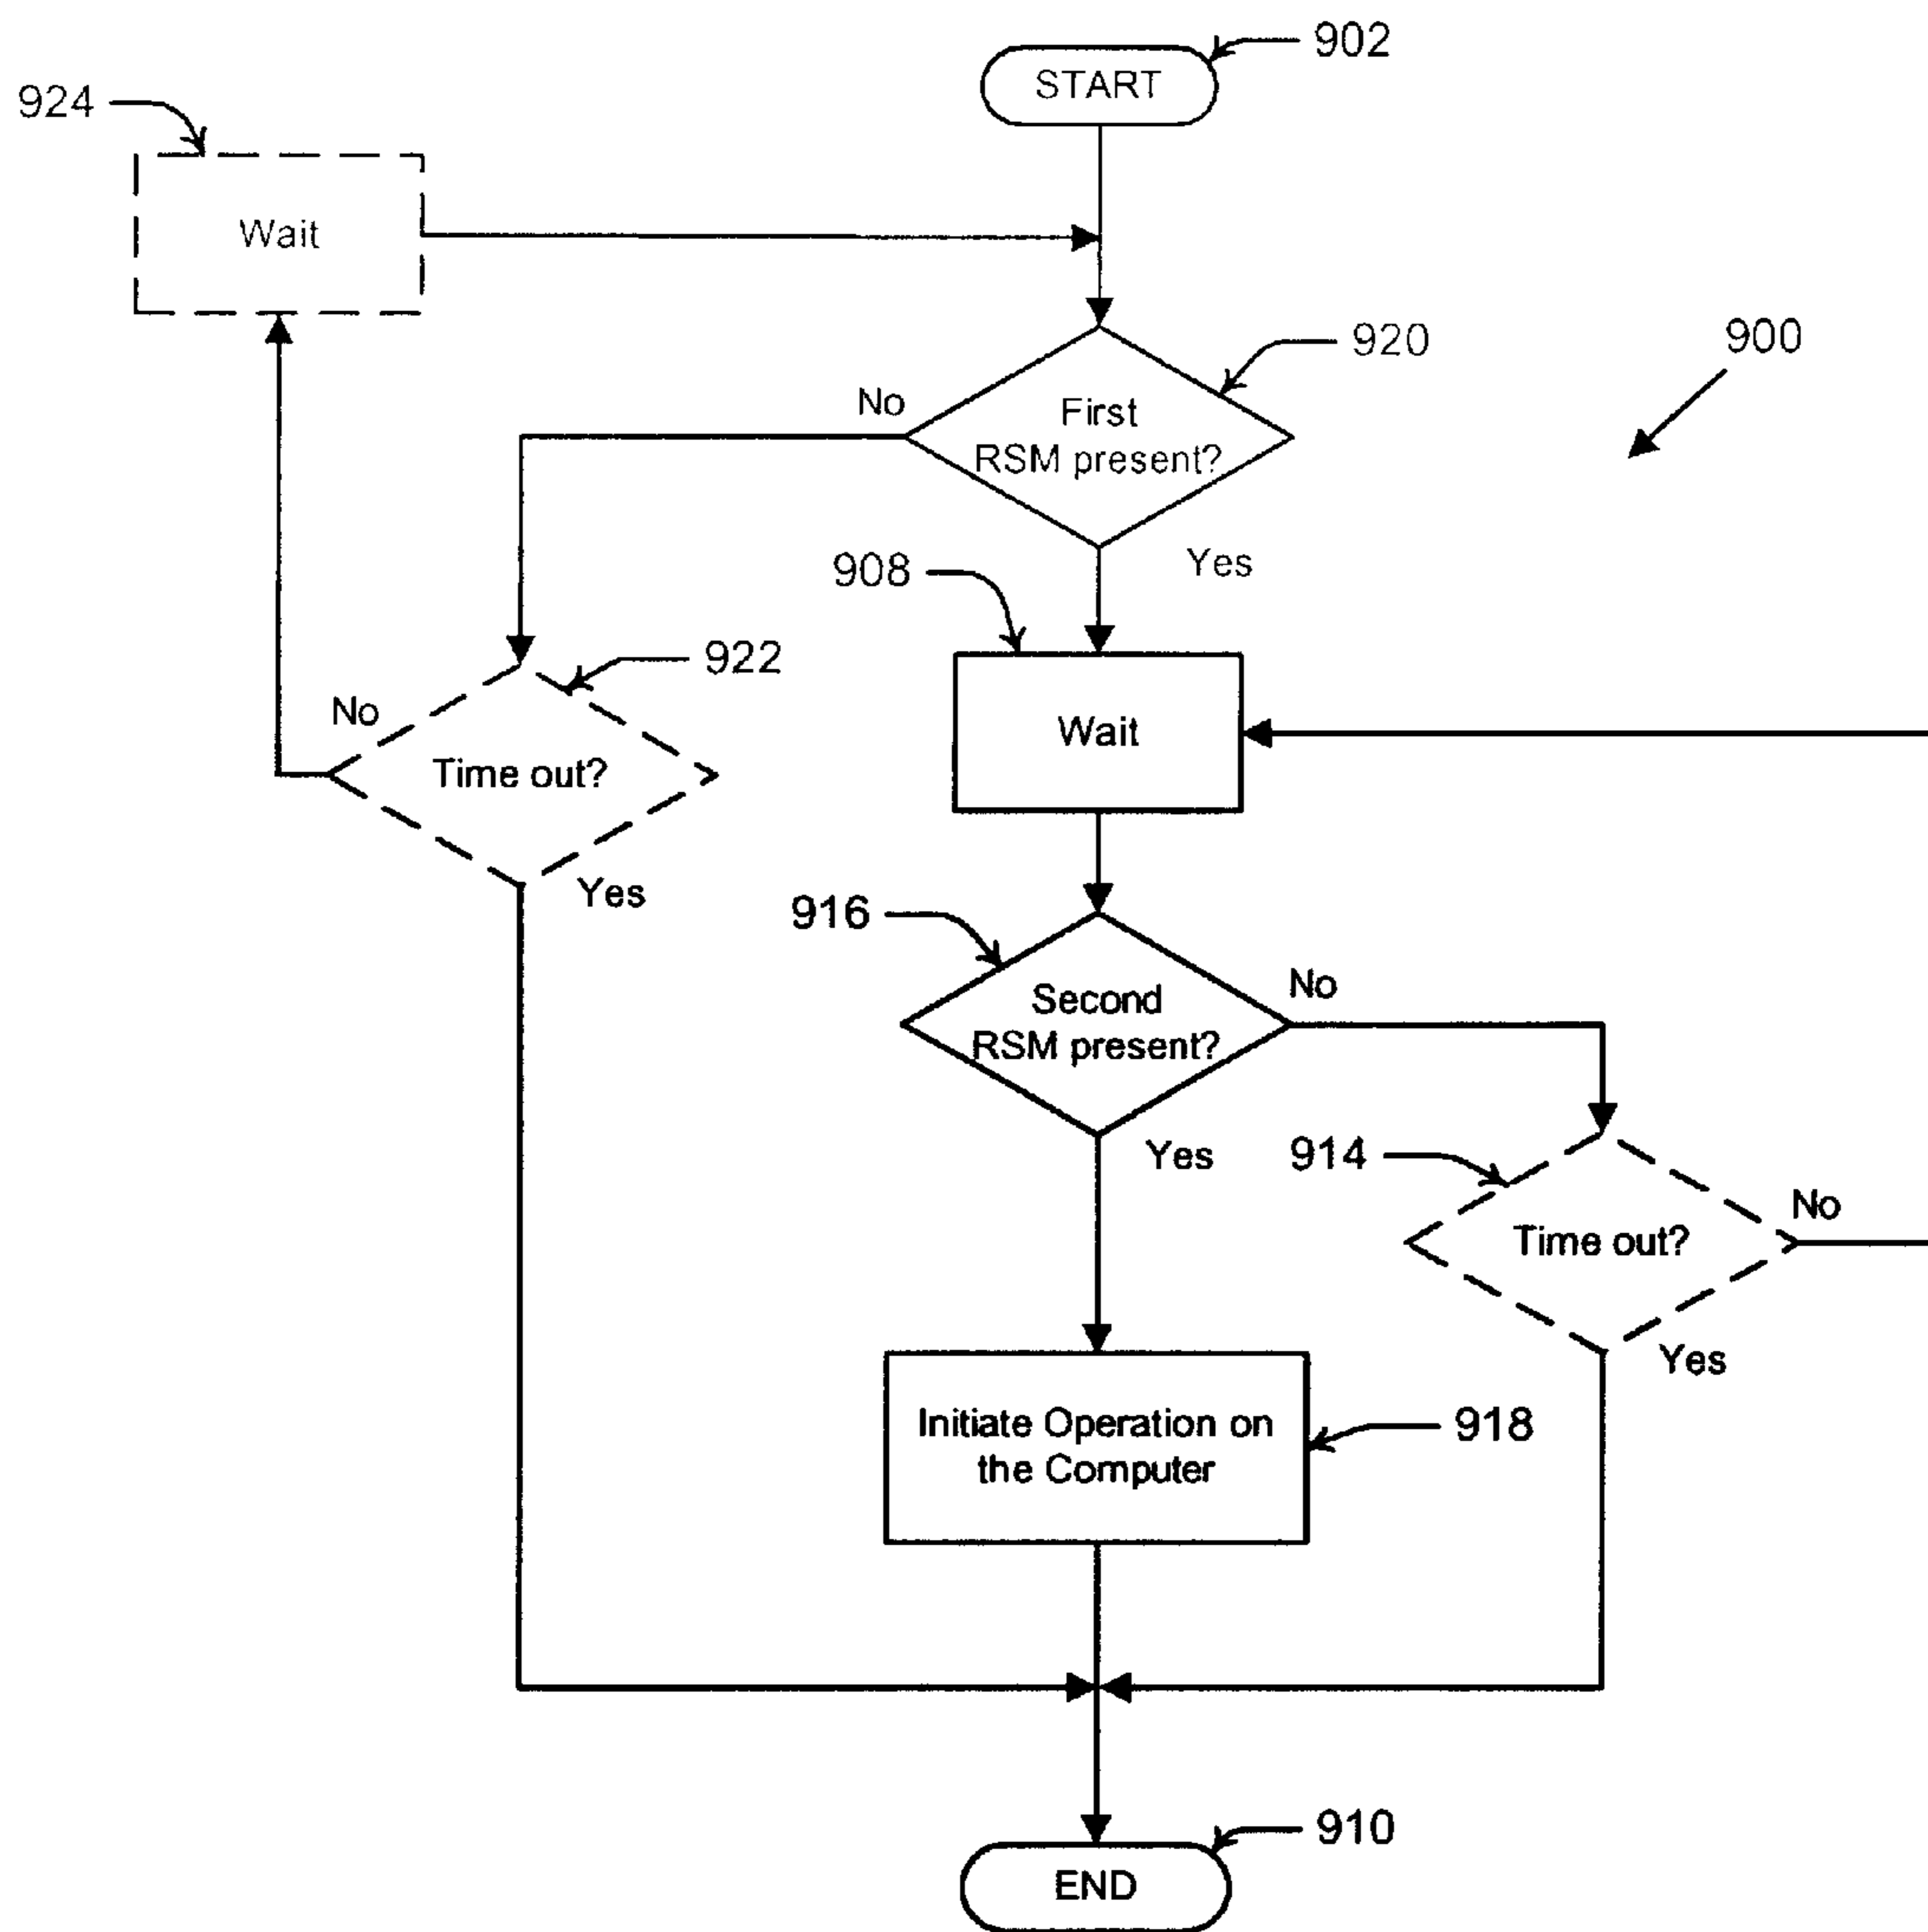 902
START
924
Wait
920
900
No
First
RSM present?
Yes
908
922
No
Wait
Time out?
Yes
916
No
Second
RSM present?
Yes
914
No
Time out?
Yes
Initiate Operation on
the Computer
918
910
END